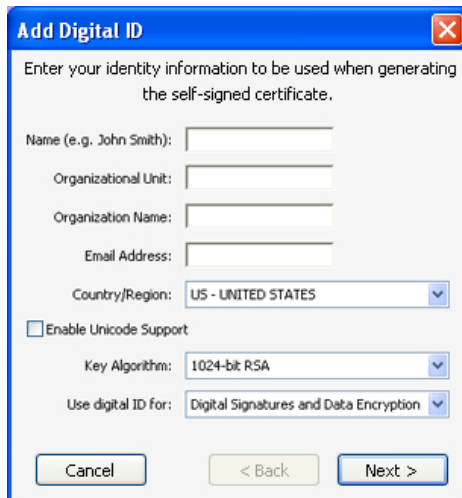 Add Digital ID
Enter your identity information to be used when generating
the self-signed certificate.
Name (e.g. John Smith):
Organizational Unit:
Organization Name:
Email Address:
Country/Region: US - UNITED STATES
Enable Unicode Support
Key Algorithm: 1024-bit RSA
Use digital ID for: Digital Signatures and Data Encryption
Cancel < Back Next >